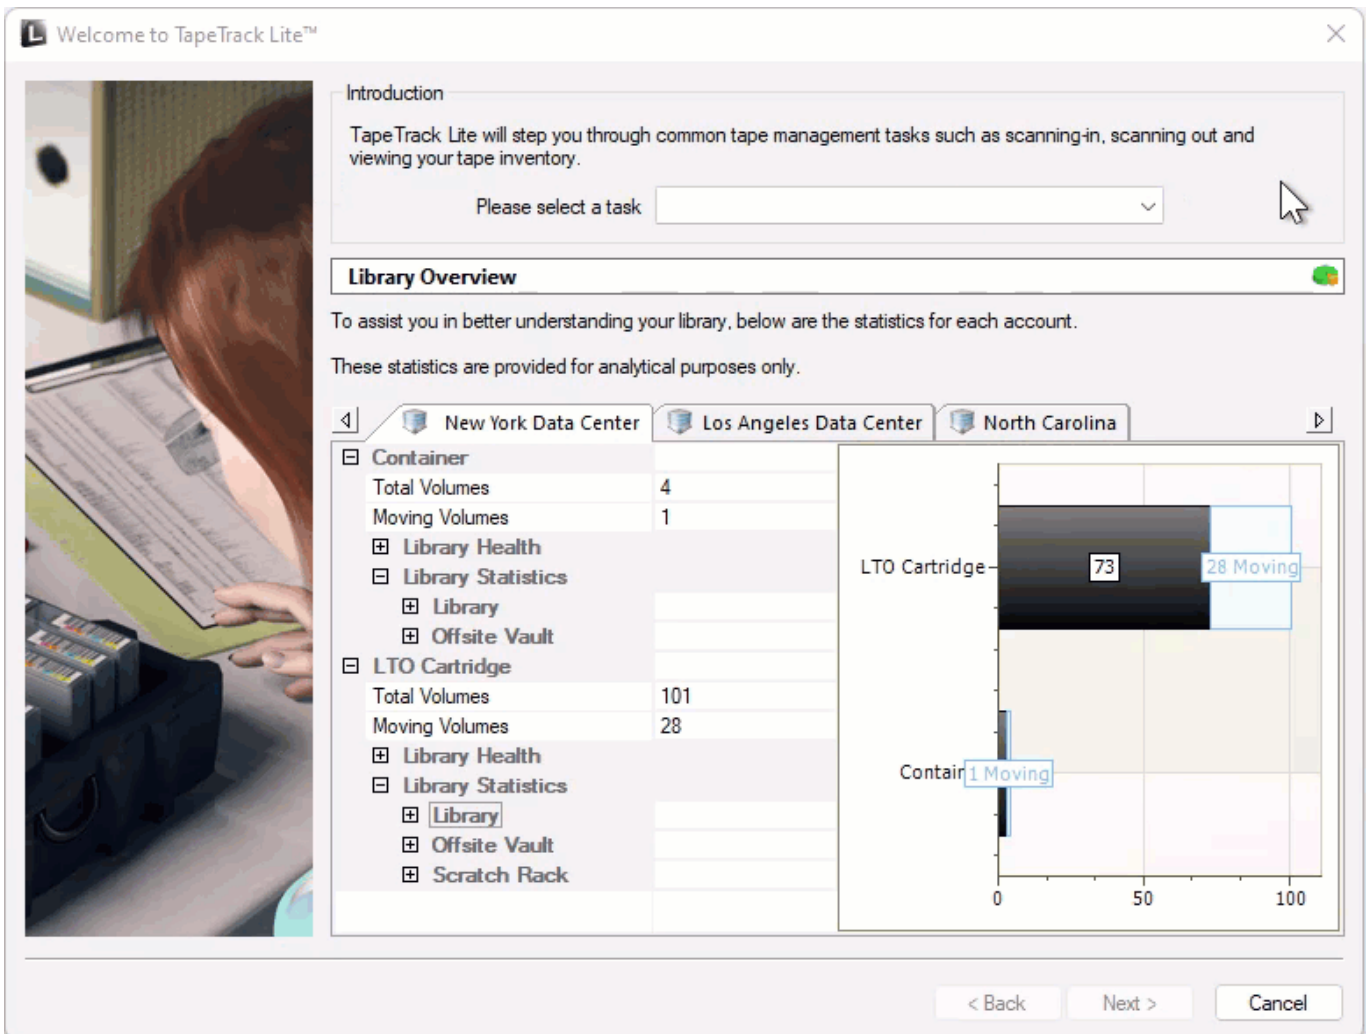 Welcome to TapeTrack Lite™
Introduction
TapeTrack Lite will step you through common tape management tasks such as scanning-in, scanning out and
viewing your tape inventory.
Please select a task
Library Overview
To assist you in better understanding your library, below are the statistics for each account.
These statistics are provided for analytical purposes only.
New York Data Center
Los Angeles Data Center
North Carolina
Container
Total Volumes 4
Moving Volumes 1
Library Health
Library Statistics
Library
Offsite Vault
LTO Cartridge
Total Volumes 101
Moving Volumes 28
Library Health
Library Statistics
Library
Offsite Vault
Scratch Rack
LTO Cartridge
73
28 Moving
Contain
1 Moving
0 50 100
< Back
Next >
Cancel